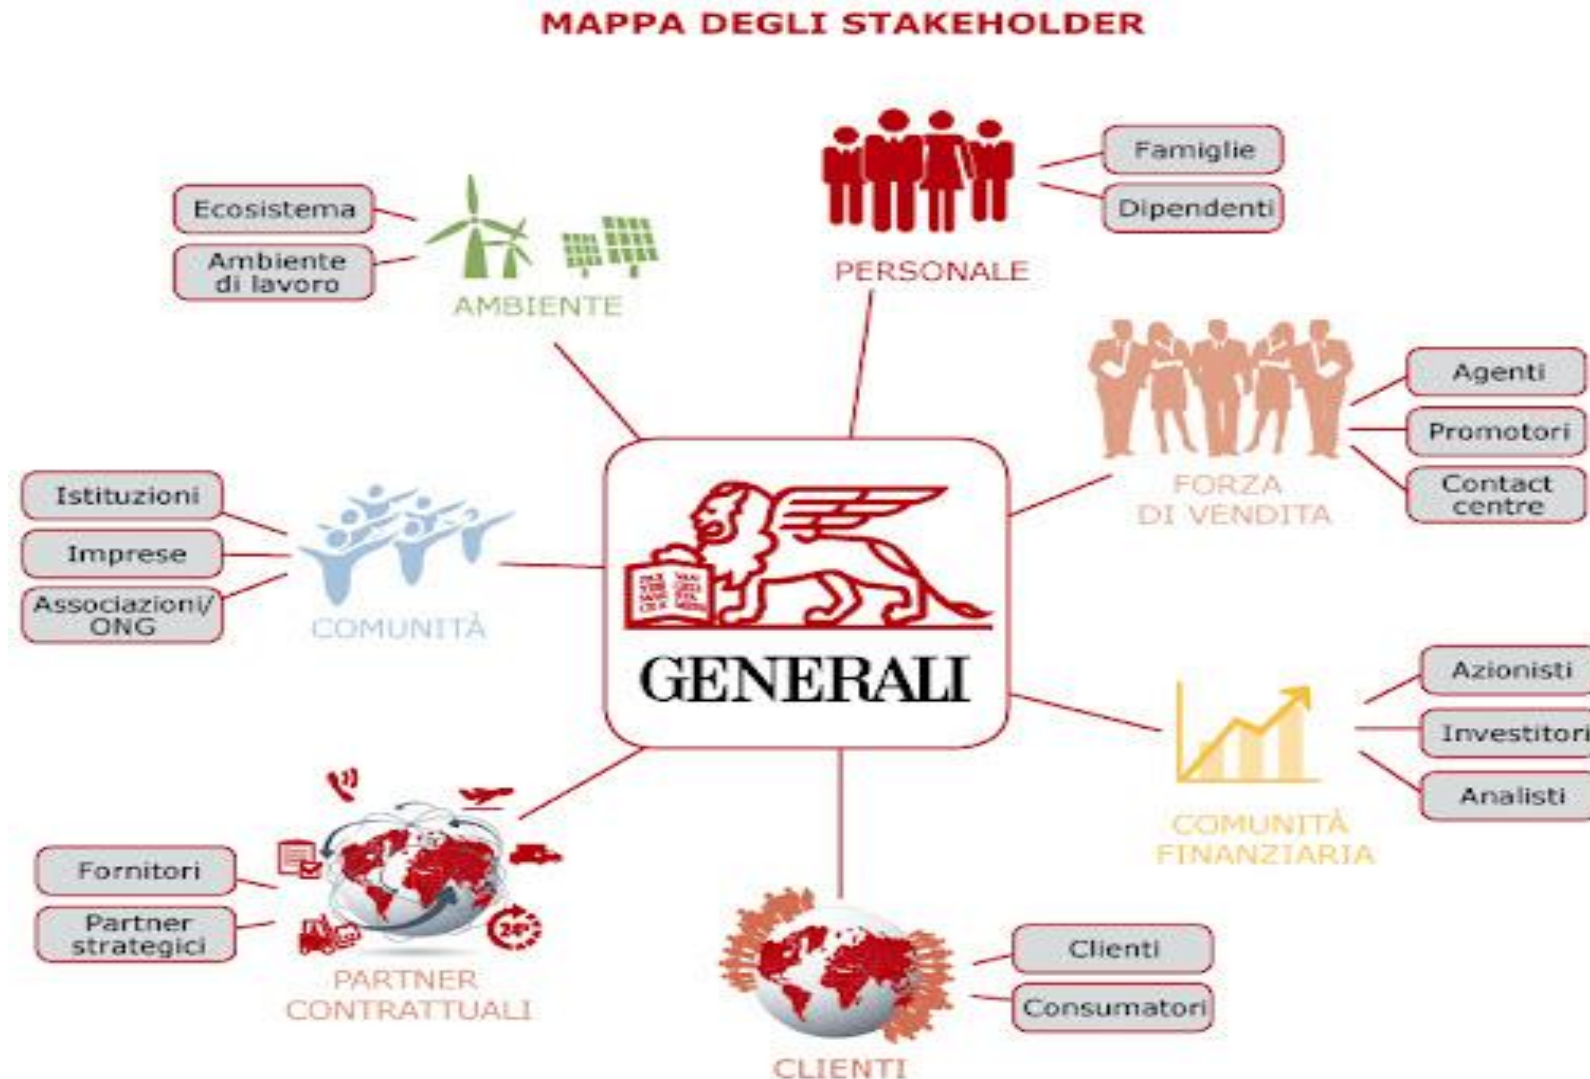 MAPPA DEGLI STAKEHOLDER
Famiglie
Dipendenti
PERSONALE
Ecosistema
Ambiente
di lavoro
AMBIENTE
Agenti
Promotori
Contact
centre
FORZA
DI VENDITA
Istituzioni
Imprese
Associazioni/
ONG
COMUNITÀ
GENERALI
Azionisti
Investitori
Analisti
COMUNITÀ
FINANZIARIA
Fornitori
Partner
strategici
PARTNER
CONTRATTUALI
Clienti
Consumatori
CLIENTI